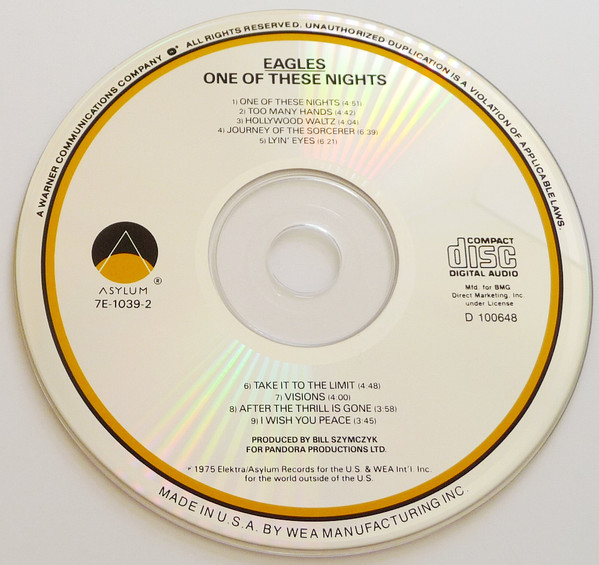 A WARNER COMMUNICATIONS COMPANY ALL RIGHTS RESERVED. UNAUTHORIZED DUPLICATION IS A VIOLATION OF APPLICABLE LAWS.
EAGLES
ONE OF THESE NIGHTS
1) ONE OF THESE NIGHTS (4:51)
2) TOO MANY HANDS (4:42)
3) HOLLYWOOD WALTZ (4:04)
4) JOURNEY OF THE SORCERER (6:39)
5) LYIN' EYES (6:21)
ASYLUM ®
7E-1039-2
COMPACT
disc
DIGITAL AUDIO
Mfd. for BMG
Direct Marketing, Inc.
under License
D 100648
6) TAKE IT TO THE LIMIT (4:48)
7) VISIONS (4:00)
8) AFTER THE THRILL IS GONE (3:58)
9) I WISH YOU PEACE (3:45)
PRODUCED BY BILL SZYMCZYK
FOR PANDORA PRODUCTIONS LTD.
℗ 1975 Elektra/Asylum Records for the U.S. & WEA Int'l. Inc.
for the world outside of the U.S.
MADE IN U.S.A. BY WEA MANUFACTURING INC.